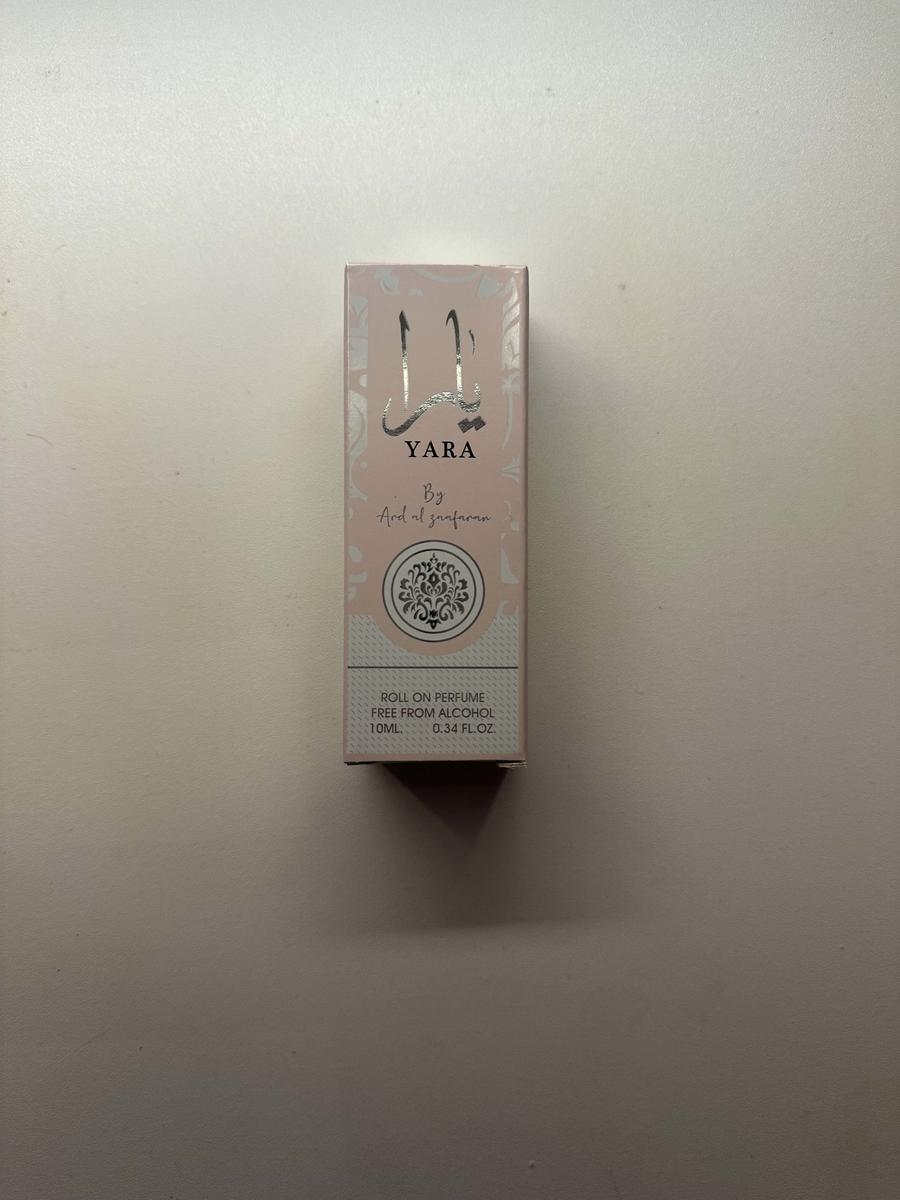 يارا
YARA
By
Ard al zaafaran
ROLL ON PERFUME
FREE FROM ALCOHOL
10ML. 0.34 FL.OZ.